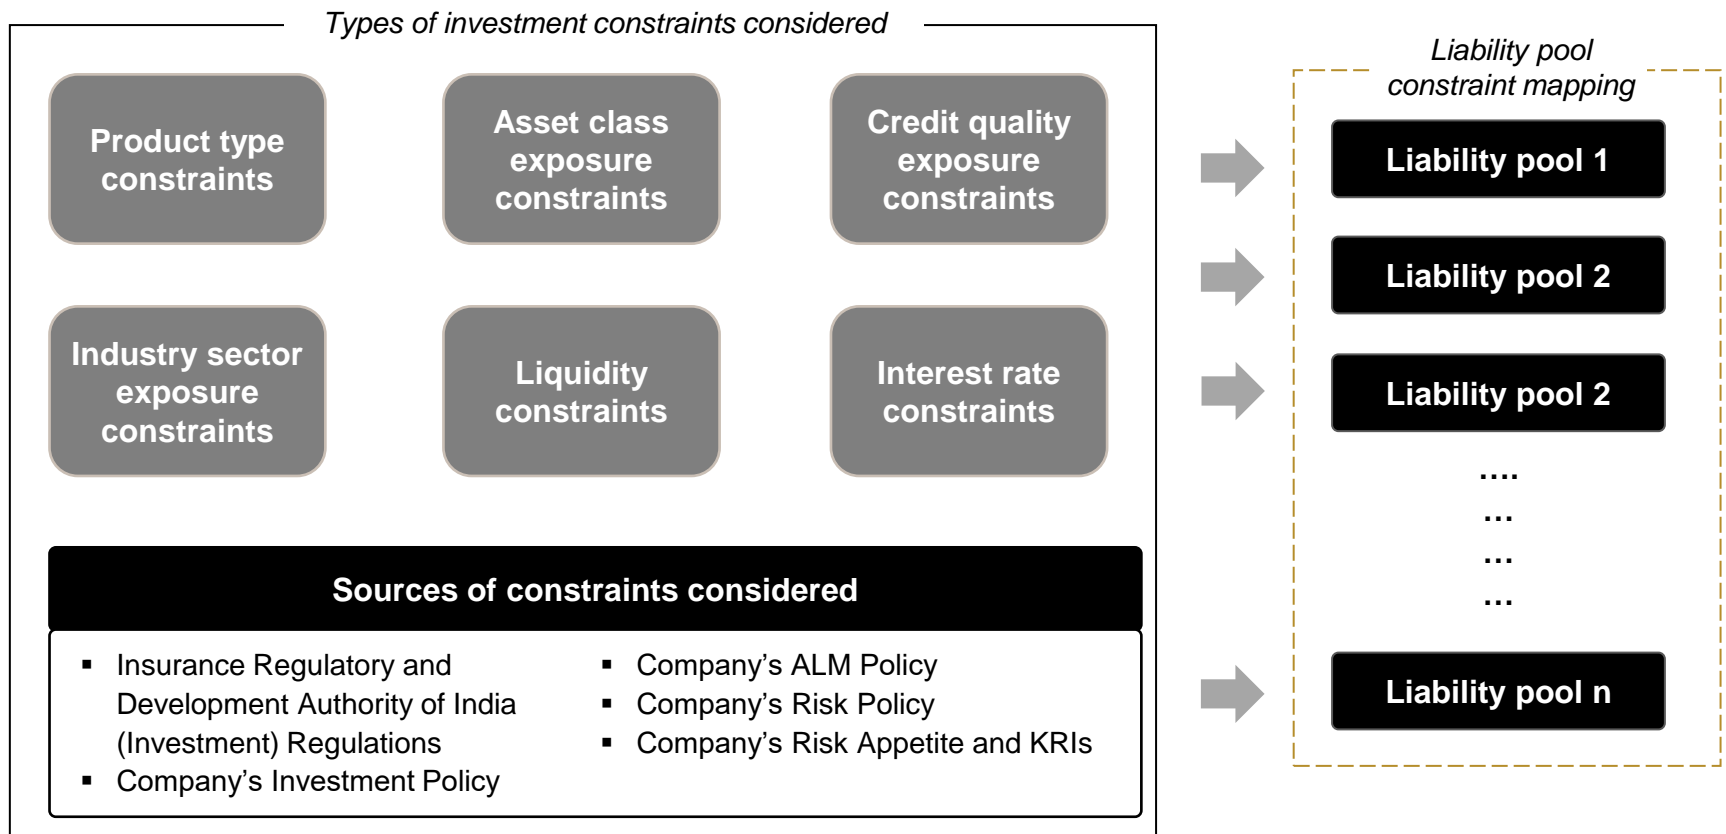 Types of investment constraints considered
Product type
constraints
Asset class
exposure
constraints
Credit quality
exposure
constraints
Industry sector
exposure
constraints
Liquidity
constraints
Interest rate
constraints
Sources of constraints considered
▪ Insurance Regulatory and
Development Authority of India
(Investment) Regulations
▪ Company’s Investment Policy
▪ Company’s ALM Policy
▪ Company’s Risk Policy
▪ Company’s Risk Appetite and KRIs
Liability pool
constraint mapping
Liability pool 1
Liability pool 2
Liability pool 2
....
...
...
...
Liability pool n